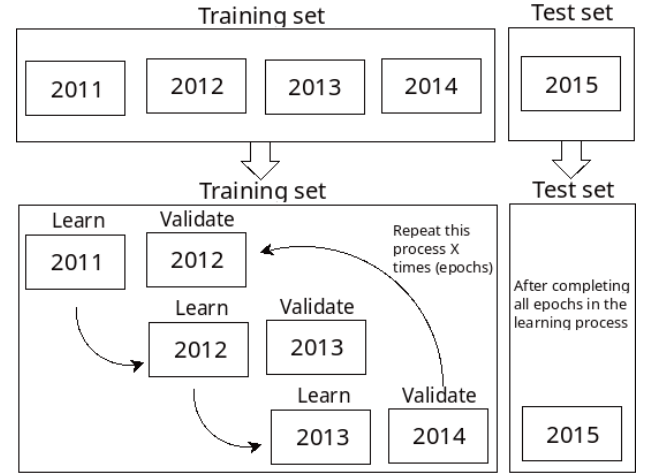 Training set
Test set
2011
2012
2013
2014
2015
Training set
Test set
Learn
Validate
2011
2012
Repeat this
process X
times (epochs)
Learn
Validate
2012
2013
Learn
Validate
2013
2014
After completing
all epochs in the
learning process
2015